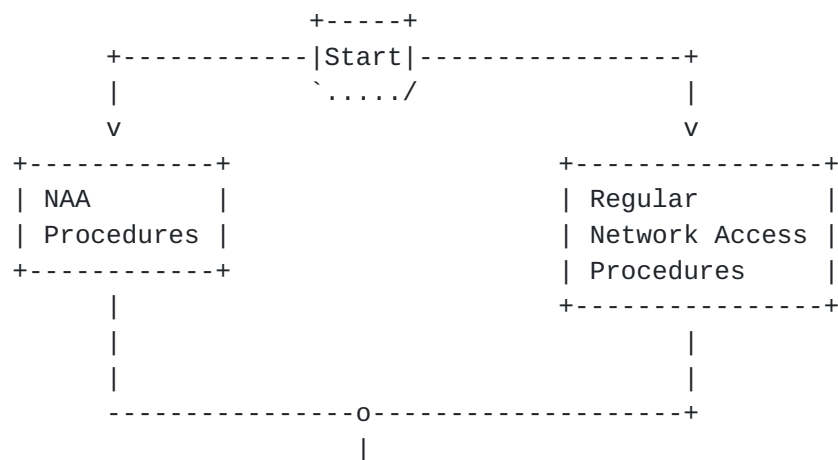 Start
NAA
Procedures
Regular
Network Access
Procedures